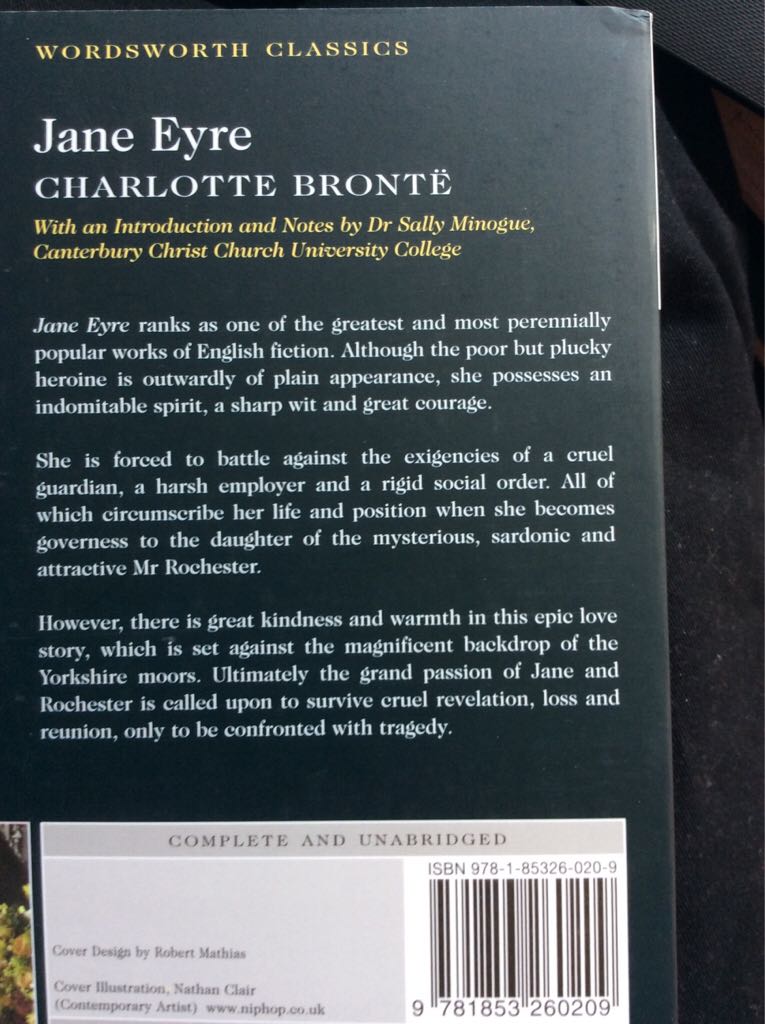 WORDSWORTH CLASSICS
Jane Eyre
CHARLOTTE BRONTË
With an Introduction and Notes by Dr Sally Minogue,
Canterbury Christ Church University College
Jane Eyre ranks as one of the greatest and most perennially
popular works of English fiction. Although the poor but plucky
heroine is outwardly of plain appearance, she possesses an
indomitable spirit, a sharp wit and great courage.
She is forced to battle against the exigencies of a cruel
guardian, a harsh employer and a rigid social order. All of
which circumscribe her life and position when she becomes
governess to the daughter of the mysterious, sardonic and
attractive Mr Rochester.
However, there is great kindness and warmth in this epic love
story, which is set against the magnificent backdrop of the
Yorkshire moors. Ultimately the grand passion of Jane and
Rochester is called upon to survive cruel revelation, loss and
reunion, only to be confronted with tragedy.
COMPLETE AND UNABRIDGED
ISBN 978-1-85326-020-9
Cover Design by Robert Mathias
Cover Illustration, Nathan Clair
(Contemporary Artist) www.niphop.co.uk
9 781853 260209